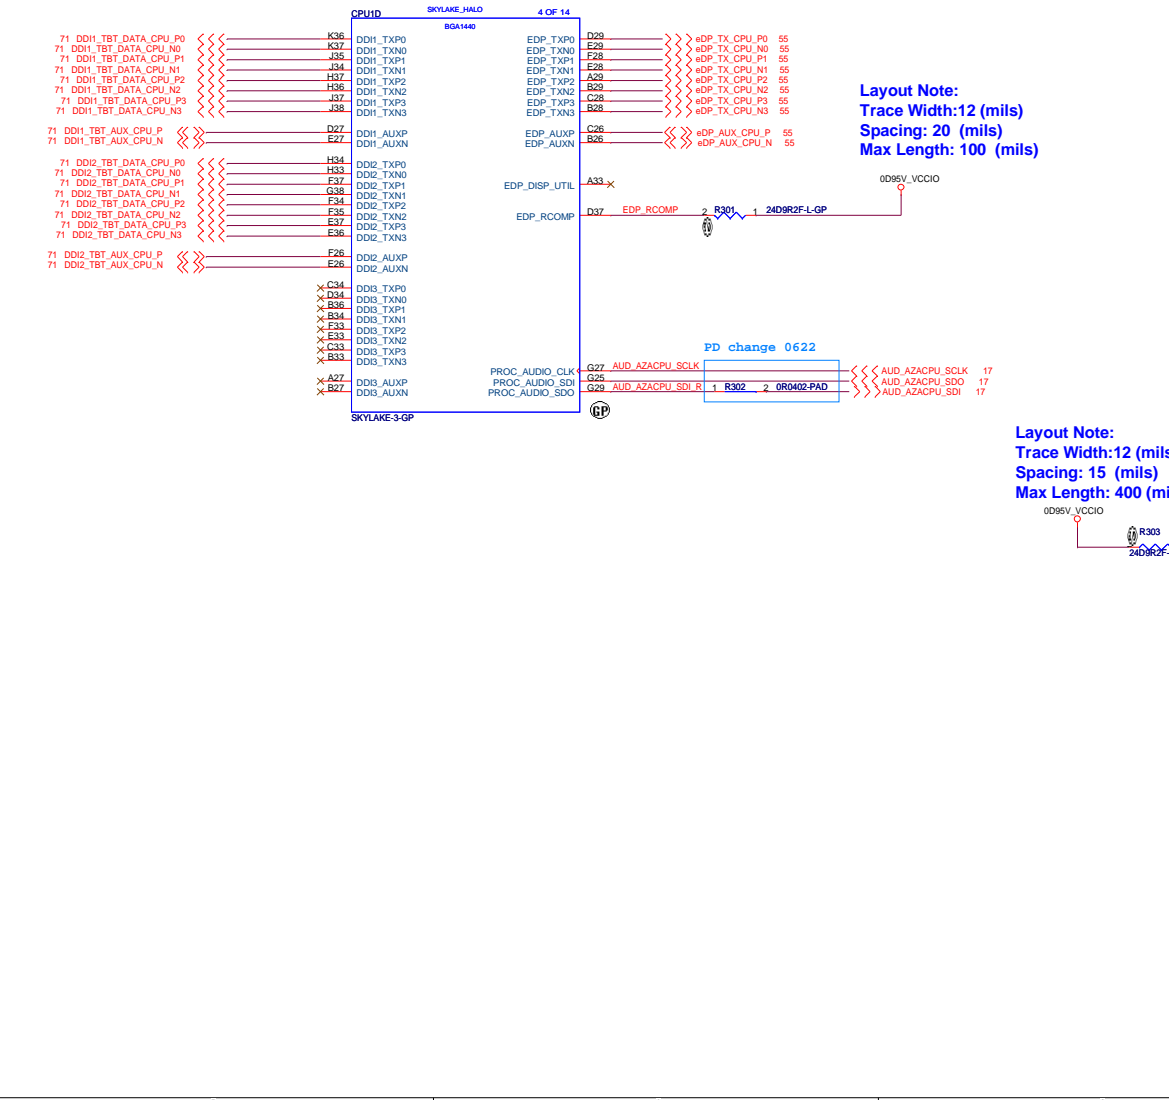 CPU1D SKYLAKE_HALO 4 OF 14
BGA1440
71 DDI1_TBT_DATA_CPU_P0 K36 DDI1_TXP0 EDP_TXP0 D29 eDP_TX_CPU_P0 55
71 DDI1_TBT_DATA_CPU_N0 K37 DDI1_TXN0 EDP_TXN0 E29 eDP_TX_CPU_N0 55
71 DDI1_TBT_DATA_CPU_P1 J35 DDI1_TXP1 EDP_TXP1 F28 eDP_TX_CPU_P1 55
71 DDI1_TBT_DATA_CPU_N1 J34 DDI1_TXN1 EDP_TXN1 E28 eDP_TX_CPU_N1 55
71 DDI1_TBT_DATA_CPU_P2 H37 DDI1_TXP2 EDP_TXP2 A29 eDP_TX_CPU_P2 55
71 DDI1_TBT_DATA_CPU_N2 H36 DDI1_TXN2 EDP_TXN2 B29 eDP_TX_CPU_N2 55
71 DDI1_TBT_DATA_CPU_P3 J37 DDI1_TXP3 EDP_TXP3 C28 eDP_TX_CPU_P3 55
71 DDI1_TBT_DATA_CPU_N3 J38 DDI1_TXN3 EDP_TXN3 B28 eDP_TX_CPU_N3 55
71 DDI1_TBT_AUX_CPU_P D27 DDI1_AUXP EDP_AUXP C26 eDP_AUX_CPU_P 55
71 DDI1_TBT_AUX_CPU_N E27 DDI1_AUXN EDP_AUXN B26 eDP_AUX_CPU_N 55
Layout Note:
Trace Width:12 (mils)
Spacing: 20 (mils)
Max Length: 100 (mils)
71 DDI2_TBT_DATA_CPU_P0 H34 DDI2_TXP0
71 DDI2_TBT_DATA_CPU_N0 H33 DDI2_TXN0
71 DDI2_TBT_DATA_CPU_P1 F37 DDI2_TXP1 EDP_DISP_UTIL A33
0D95V_VCCIO
71 DDI2_TBT_DATA_CPU_N1 G38 DDI2_TXN1
71 DDI2_TBT_DATA_CPU_P2 F34 DDI2_TXP2
71 DDI2_TBT_DATA_CPU_N2 F35 DDI2_TXN2 EDP_RCOMP D37 EDP_RCOMP 2 R301 1 24D9R2F-L-GP
71 DDI2_TBT_DATA_CPU_P3 E37 DDI2_TXP3
71 DDI2_TBT_DATA_CPU_N3 E36 DDI2_TXN3
71 DDI2_TBT_AUX_CPU_P F26 DDI2_AUXP
71 DDI2_TBT_AUX_CPU_N E26 DDI2_AUXN
C34 DDI3_TXP0
D34 DDI3_TXN0
B36 DDI3_TXP1
B34 DDI3_TXN1
F33 DDI3_TXP2
E33 DDI3_TXN2
C33 DDI3_TXP3
B33 DDI3_TXN3
PD change 0622
PROC_AUDIO_CLK G27 AUD_AZACPU_SCLK AUD_AZACPU_SCLK 17
A27 DDI3_AUXP PROC_AUDIO_SDI G25 AUD_AZACPU_SDO 17
B27 DDI3_AUXN PROC_AUDIO_SDO G29 AUD_AZACPU_SDI_R 1 R302 2 0R0402-PAD AUD_AZACPU_SDI 17
SKYLAKE-3-GP
GP
Layout Note:
Trace Width:12 (mils
Spacing: 15 (mils)
Max Length: 400 (mi
0D95V_VCCIO
R303
24D9R2F-